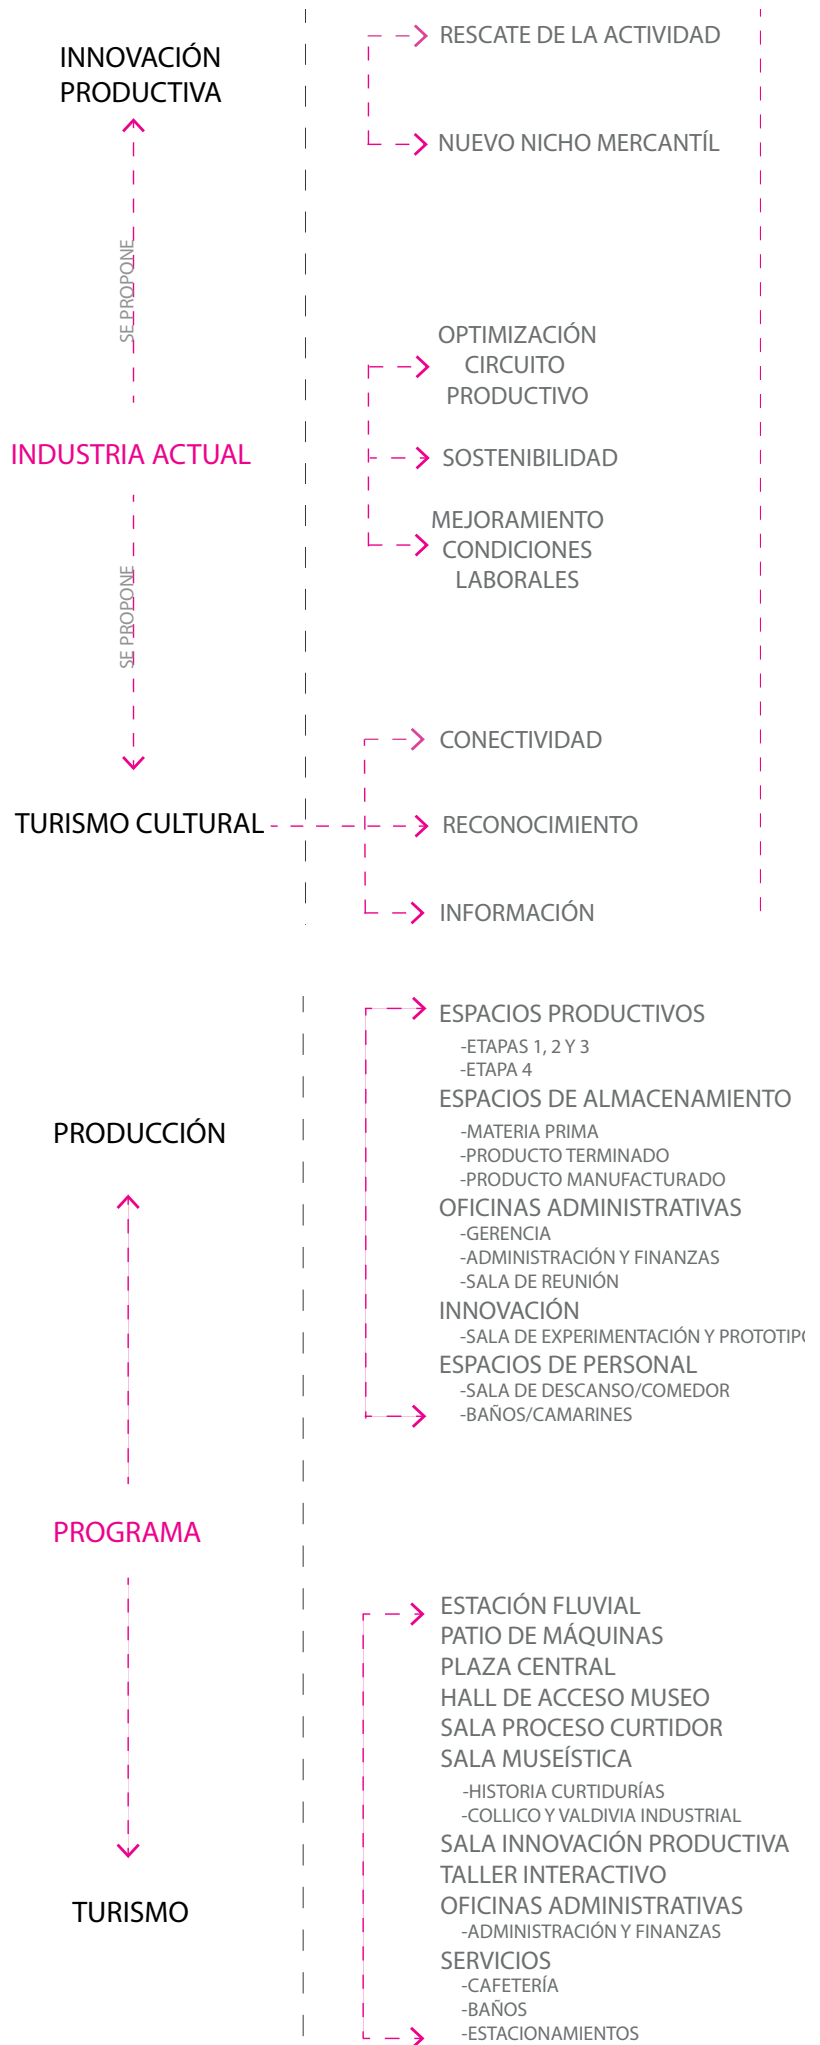 INNOVACIÓN
PRODUCTIVA
RESCATE DE LA ACTIVIDAD
NUEVO NICHO MERCANTÍL
SE PROPONE
OPTIMIZACIÓN
CIRCUITO
PRODUCTIVO
INDUSTRIA ACTUAL
SOSTENIBILIDAD
MEJORAMIENTO
CONDICIONES
LABORALES
SE PROPONE
CONECTIVIDAD
TURISMO CULTURAL
RECONOCIMIENTO
INFORMACIÓN
PRODUCCIÓN
ESPACIOS PRODUCTIVOS
-ETAPAS 1, 2 Y 3
-ETAPA 4
ESPACIOS DE ALMACENAMIENTO
-MATERIA PRIMA
-PRODUCTO TERMINADO
-PRODUCTO MANUFACTURADO
OFICINAS ADMINISTRATIVAS
-GERENCIA
-ADMINISTRACIÓN Y FINANZAS
-SALA DE REUNIÓN
INNOVACIÓN
-SALA DE EXPERIMENTACIÓN Y PROTOTIPO
ESPACIOS DE PERSONAL
-SALA DE DESCANSO/COMEDOR
-BAÑOS/CAMARINES
PROGRAMA
ESTACIÓN FLUVIAL
PATIO DE MÁQUINAS
PLAZA CENTRAL
HALL DE ACCESO MUSEO
SALA PROCESO CURTIDOR
SALA MUSEÍSTICA
-HISTORIA CURTIDURÍAS
-COLLICO Y VALDIVIA INDUSTRIAL
SALA INNOVACIÓN PRODUCTIVA
TALLER INTERACTIVO
OFICINAS ADMINISTRATIVAS
-ADMINISTRACIÓN Y FINANZAS
SERVICIOS
-CAFETERÍA
-BAÑOS
-ESTACIONAMIENTOS
TURISMO